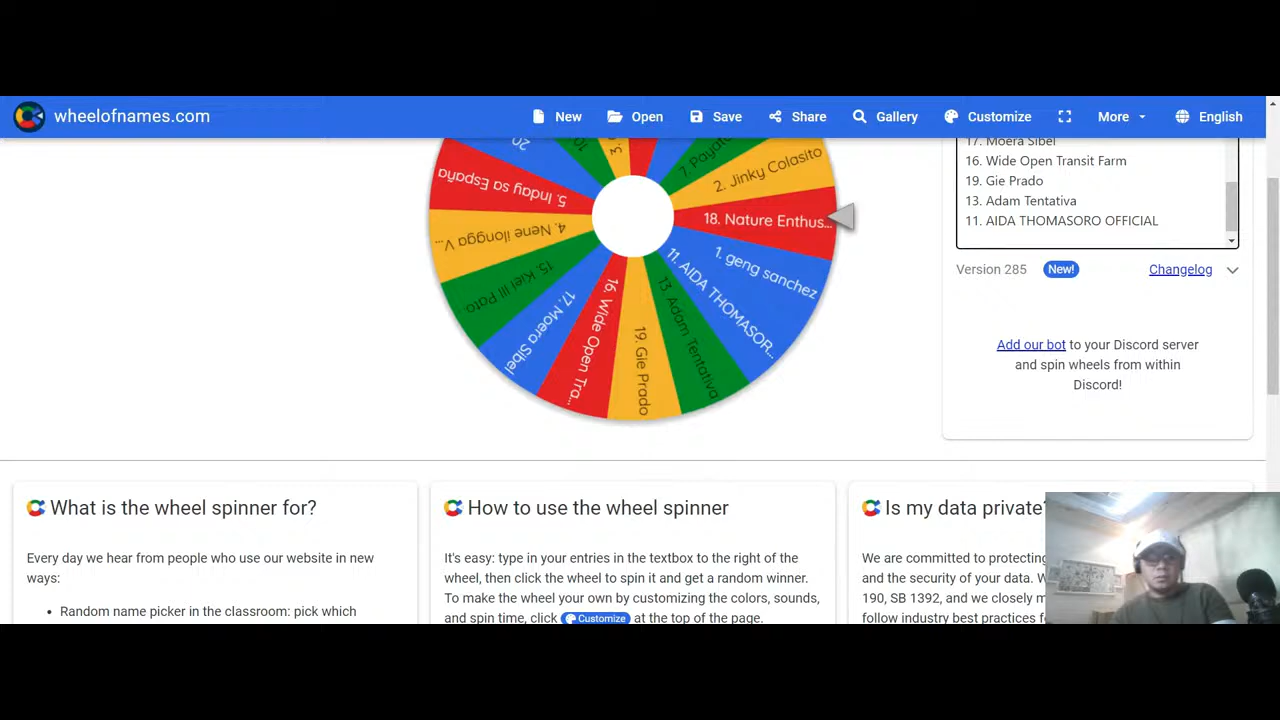 wheelofnames.com
New
Open
Save
Share
Gallery
Customize
More
English
20
10
3.
7. Payat
2. Jinky Colasito
18. Nature Enthus...
1. geng sanchez
11. AIDA THOMASOR...
13. Adam Tentativa
19. Gie Prado
16. Wide Open Tra...
17. Moera Sibel
15. Kiel III Pato
4. Nene ilongga V...
5. Inday sa España
17. Moera Sibel
16. Wide Open Transit Farm
19. Gie Prado
13. Adam Tentativa
11. AIDA THOMASORO OFFICIAL
Version 285
New!
Changelog
Add our bot to your Discord server
and spin wheels from within
Discord!
What is the wheel spinner for?
Every day we hear from people who use our website in new
ways:
• Random name picker in the classroom: pick which
How to use the wheel spinner
It's easy: type in your entries in the textbox to the right of the
wheel, then click the wheel to spin it and get a random winner.
To make the wheel your own by customizing the colors, sounds,
and spin time, click Customize at the top of the page.
Is my data private?
We are committed to protecting
and the security of your data. W
190, SB 1392, and we closely m
follow industry best practices fo